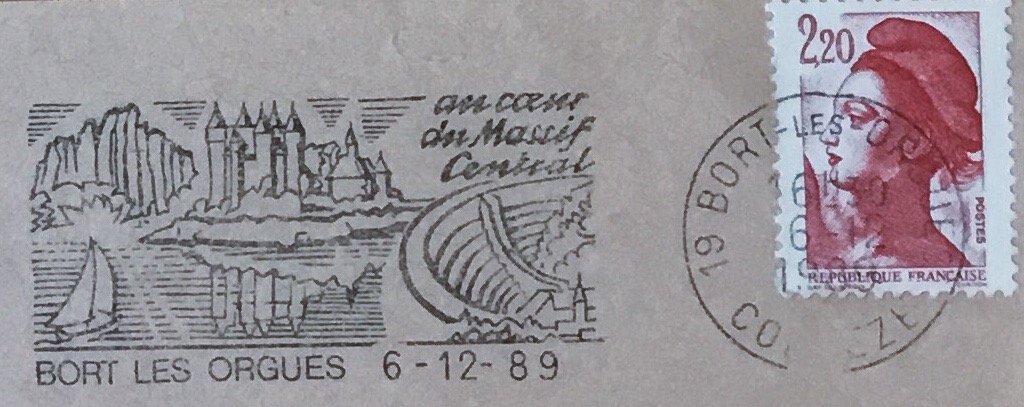 au cœur
du Massif
Central
BORT LES ORGUES 6-12-89
19 BORT-LES-OR
CO ZE
2,20
POSTES
REPUBLIQUE FRANÇAISE